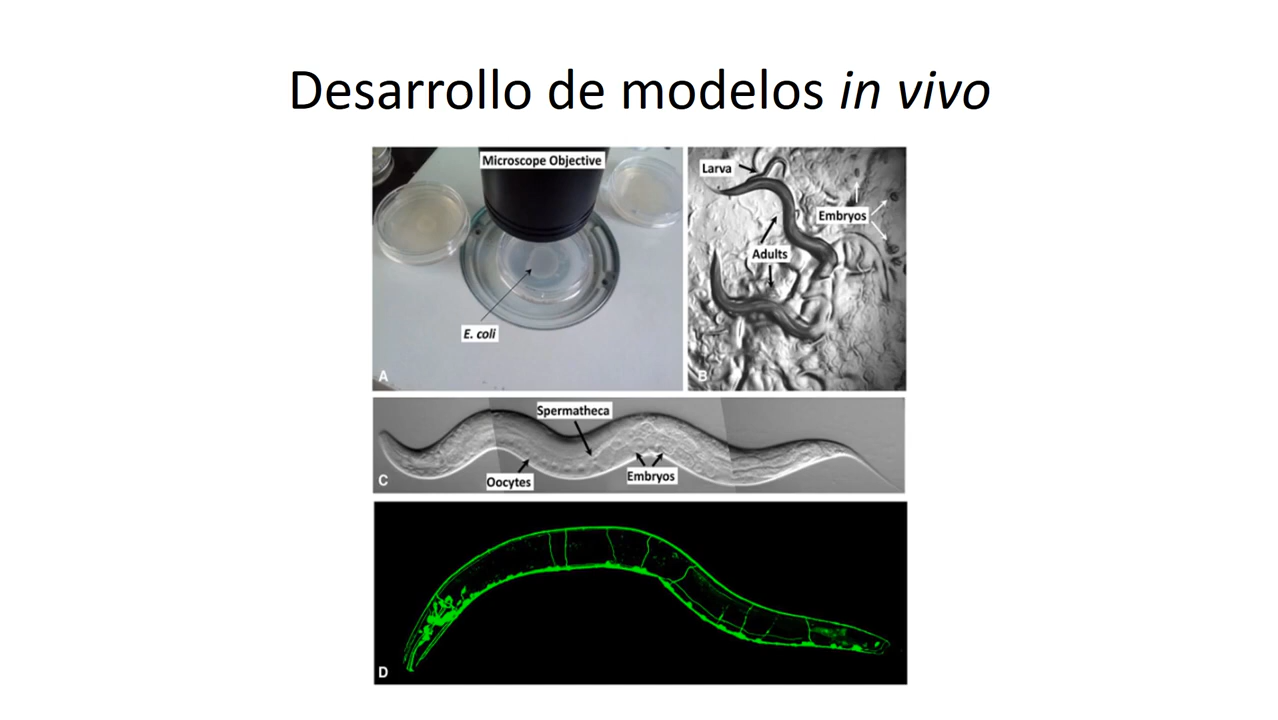 Desarrollo de modelos in vivo
Microscope Objective
E. coli
A
Larva
Embryos
Adults
B
Spermatheca
Oocytes
Embryos
C
D